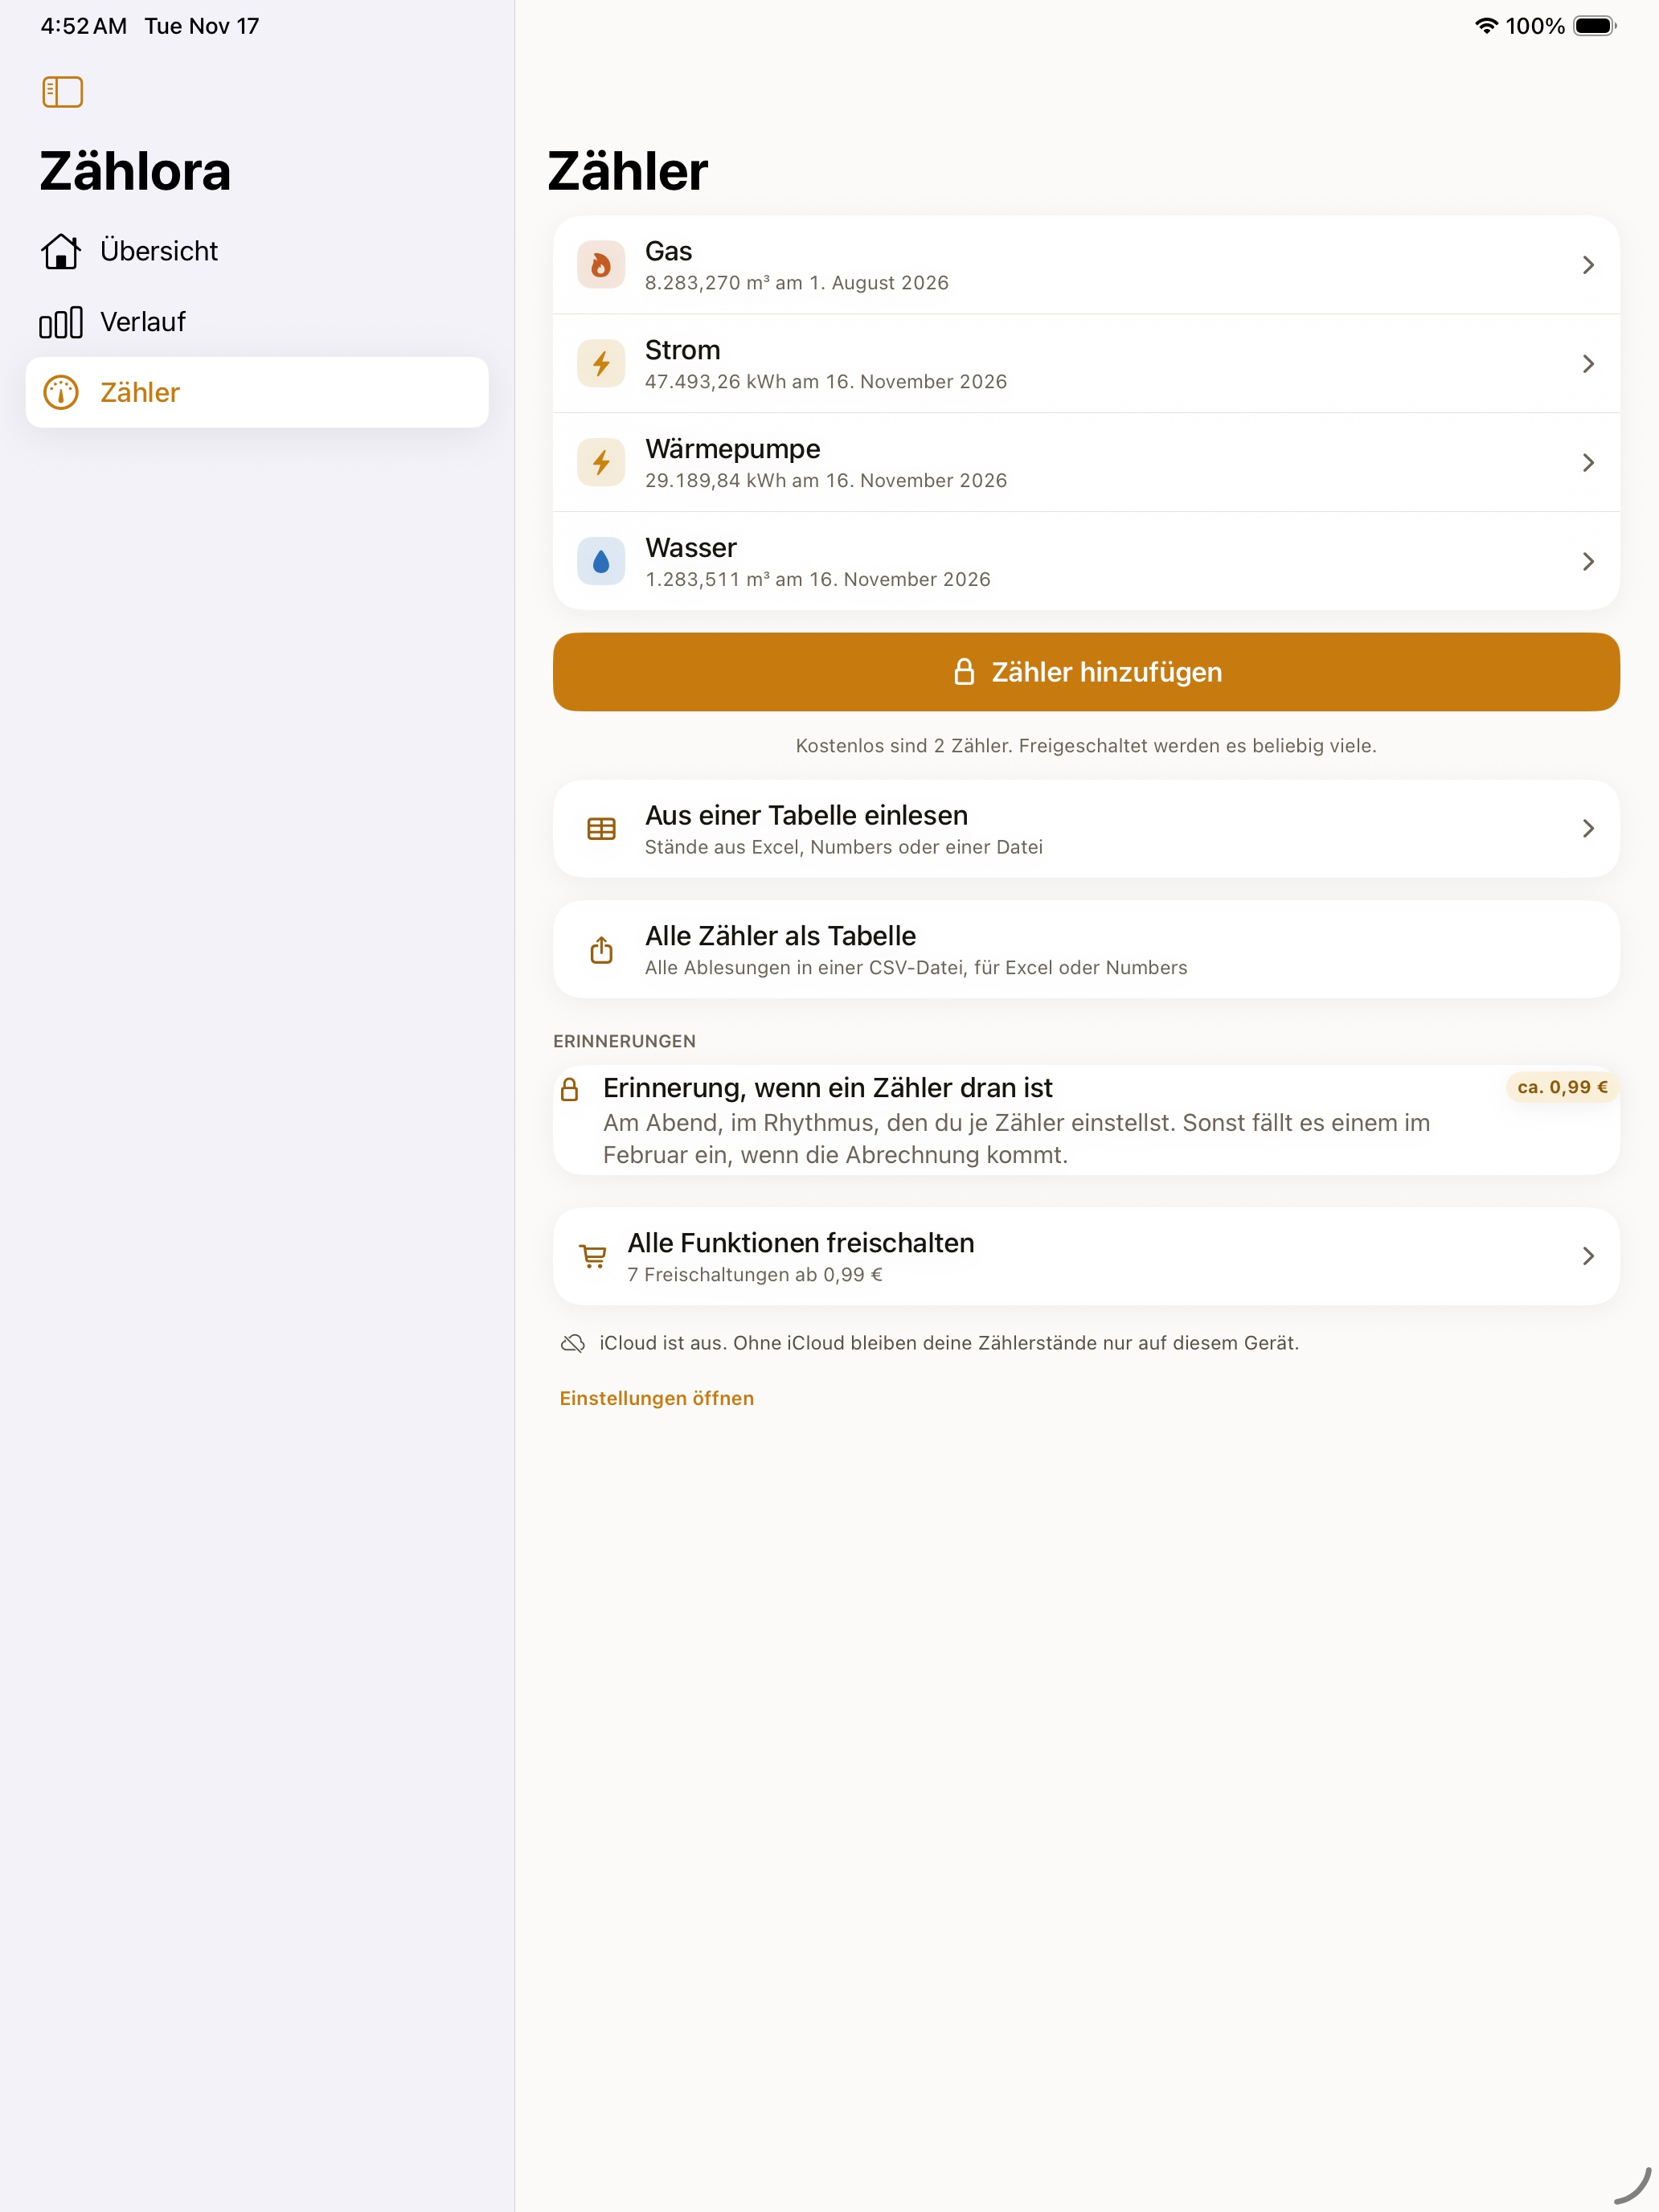 4:52 AM Tue Nov 17
100%
Zählora
Übersicht
Verlauf
Zähler
Zähler
Gas
8.283,270 m³ am 1. August 2026
Strom
47.493,26 kWh am 16. November 2026
Wärmepumpe
29.189,84 kWh am 16. November 2026
Wasser
1.283,511 m³ am 16. November 2026
Zähler hinzufügen
Kostenlos sind 2 Zähler. Freigeschaltet werden es beliebig viele.
Aus einer Tabelle einlesen
Stände aus Excel, Numbers oder einer Datei
Alle Zähler als Tabelle
Alle Ablesungen in einer CSV-Datei, für Excel oder Numbers
ERINNERUNGEN
Erinnerung, wenn ein Zähler dran ist
ca. 0,99 €
Am Abend, im Rhythmus, den du je Zähler einstellst. Sonst fällt es einem im
Februar ein, wenn die Abrechnung kommt.
Alle Funktionen freischalten
7 Freischaltungen ab 0,99 €
iCloud ist aus. Ohne iCloud bleiben deine Zählerstände nur auf diesem Gerät.
Einstellungen öffnen